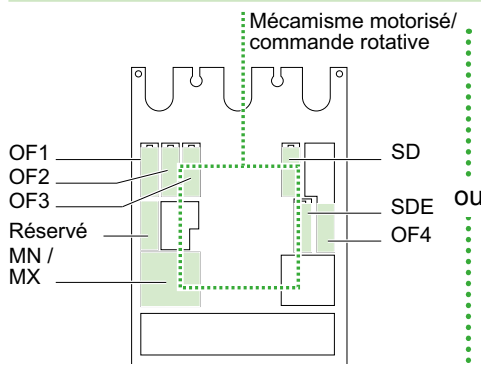 Mécamisme motorisé/
commande rotative
OF1
OF2
OF3
Réservé
MN /
MX
SD
SDE
OF4
ou